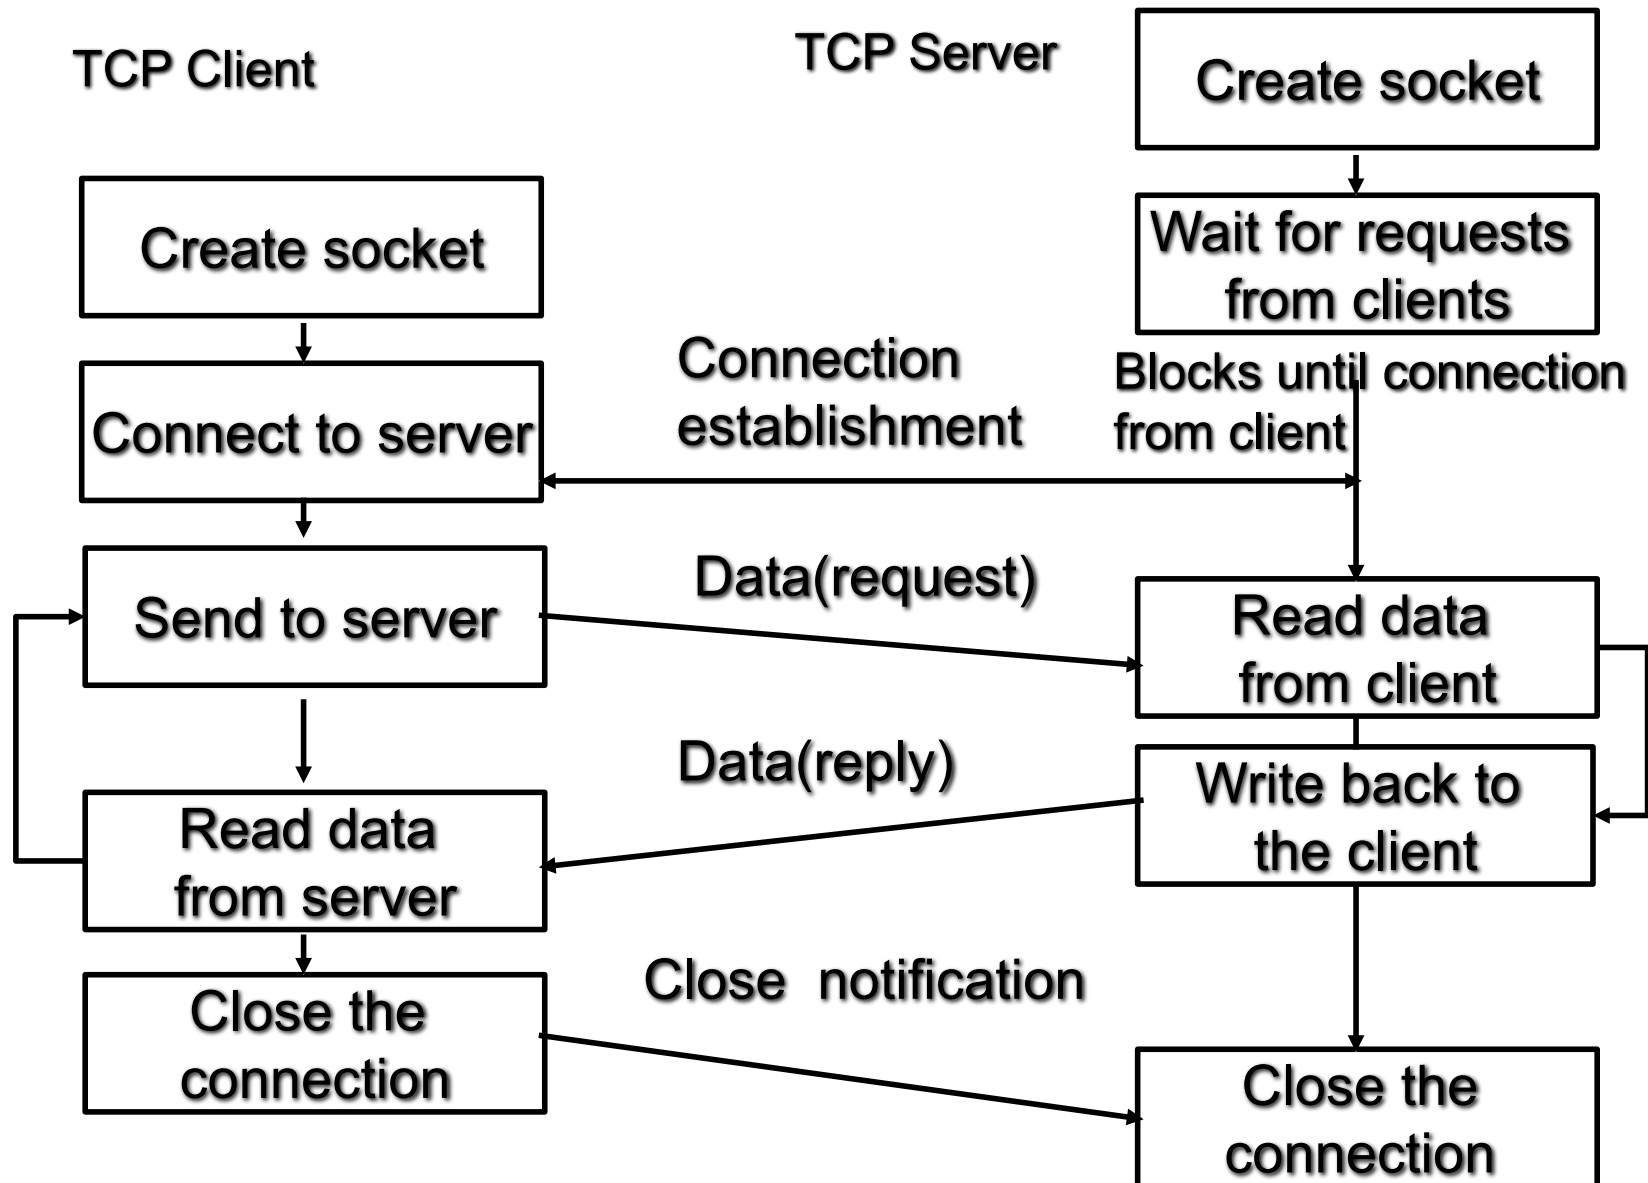 TCP Client
TCP Server
Create socket
Wait for requests
from clients
Create socket
Connection
establishment
Blocks until connection
from client
Connect to server
Data(request)
Send to server
Read data
from client
Data(reply)
Write back to
the client
Read data
from server
Close  notification
Close the
connection
Close the
connection